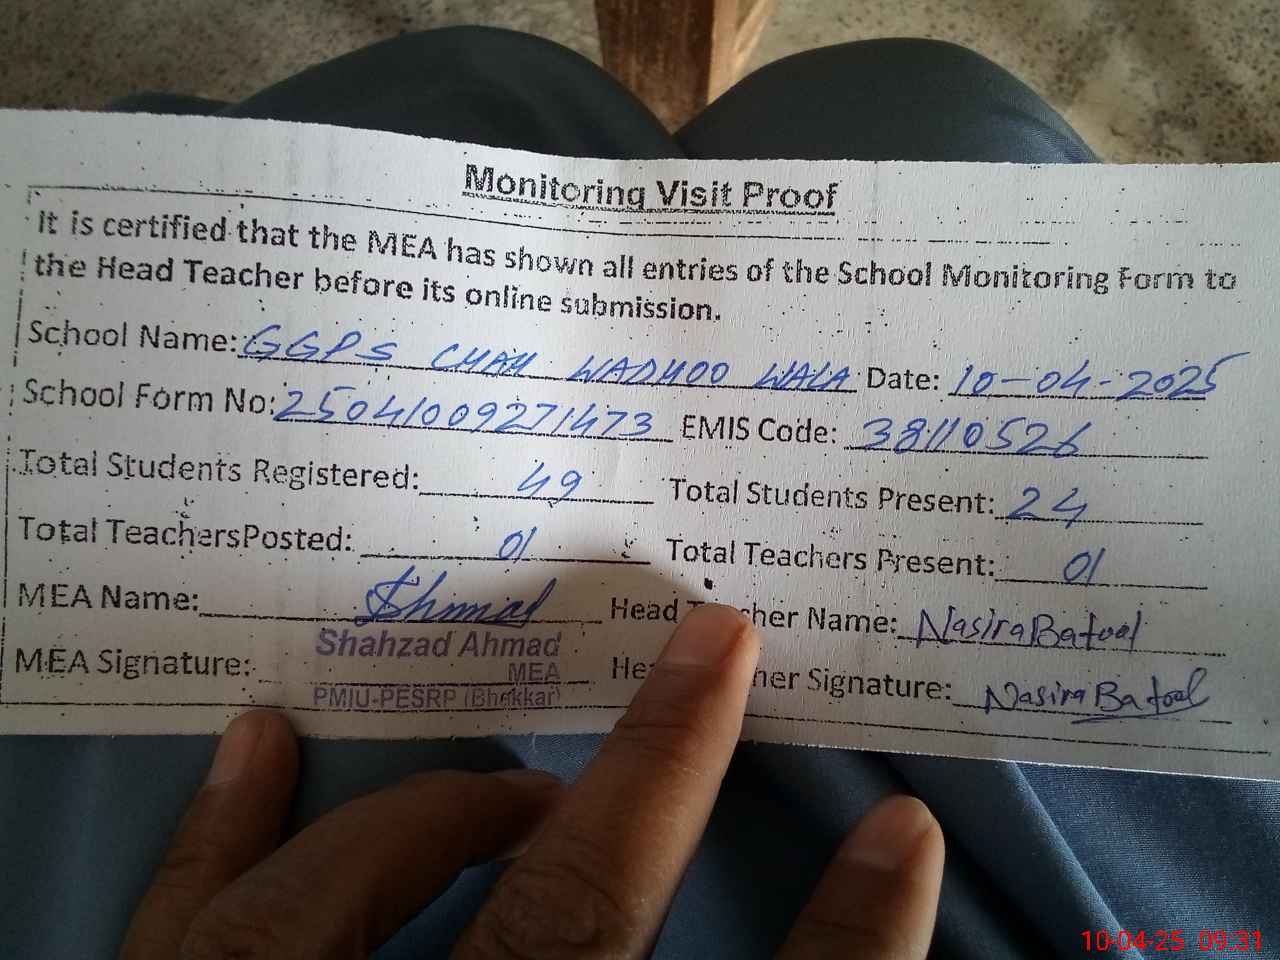 Monitoring Visit Proof
It is certified that the MEA has shown all entries of the School Monitoring Form to
the Head Teacher before its online submission.
School Name: GGPS CHAH WADHOO WALA Date: 10-04-2025
School Form No: 25041009271473 EMIS Code: 38110526
Total Students Registered: 49 Total Students Present: 24
Total TeachersPosted: 01 Total Teachers Present: 01
MEA Name: Ahmad Head Teacher Name: Nasira Batool
Shahzad Ahmad
MEA
MEA Signature: Head Teacher Signature: Nasira Batool
PMIU-PESRP (Bhakkar)
10-04-25 09:31